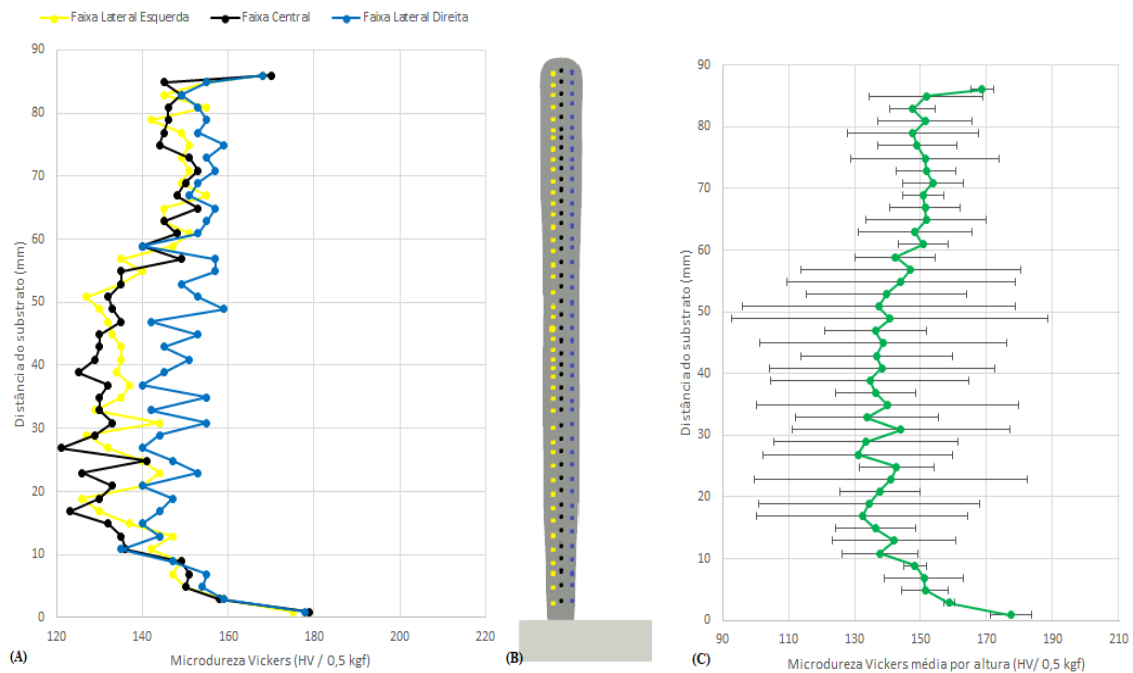 Faixa Lateral Esquerda
Faixa Central
Faixa Lateral Direita
90
80
70
60
50
40
30
20
10
0
Distância do substrato (mm)
120 140 160 180 200 220
(A)
Microdureza Vickers (HV / 0,5 kgf)
(B)
90
80
70
60
50
40
30
20
10
0
Distância do substrato (mm)
90 110 130 150 170 190 210
(C)
Microdureza Vickers média por altura (HV/ 0,5 kgf)